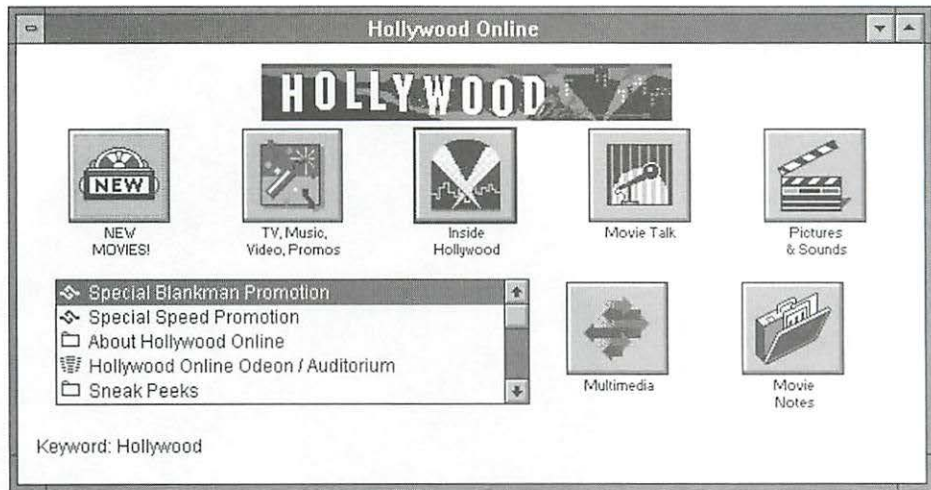 Hollywood Online
HOLLYWOOD
NEW
NEW
MOVIES!
TV, Music,
Video, Promos
Inside
Hollywood
Movie Talk
Pictures
& Sounds
Special Blankman Promotion
Special Speed Promotion
About Hollywood Online
Hollywood Online Odeon / Auditorium
Sneak Peeks
Multimedia
Movie
Notes
Keyword: Hollywood